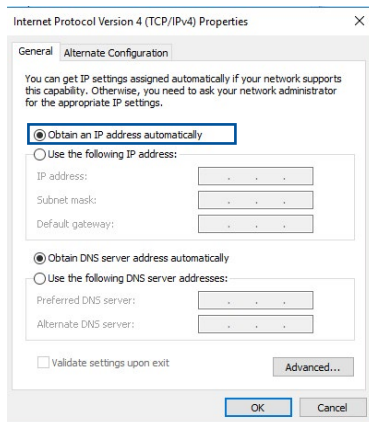 Internet Protocol Version 4 (TCP/IPv4) Properties
General Alternate Configuration
You can get IP settings assigned automatically if your network supports
this capability. Otherwise, you need to ask your network administrator
for the appropriate IP settings.
Obtain an IP address automatically
Use the following IP address:
IP address:
Subnet mask:
Default gateway:
Obtain DNS server address automatically
Use the following DNS server addresses:
Preferred DNS server:
Alternate DNS server:
Validate settings upon exit
Advanced...
OK Cancel